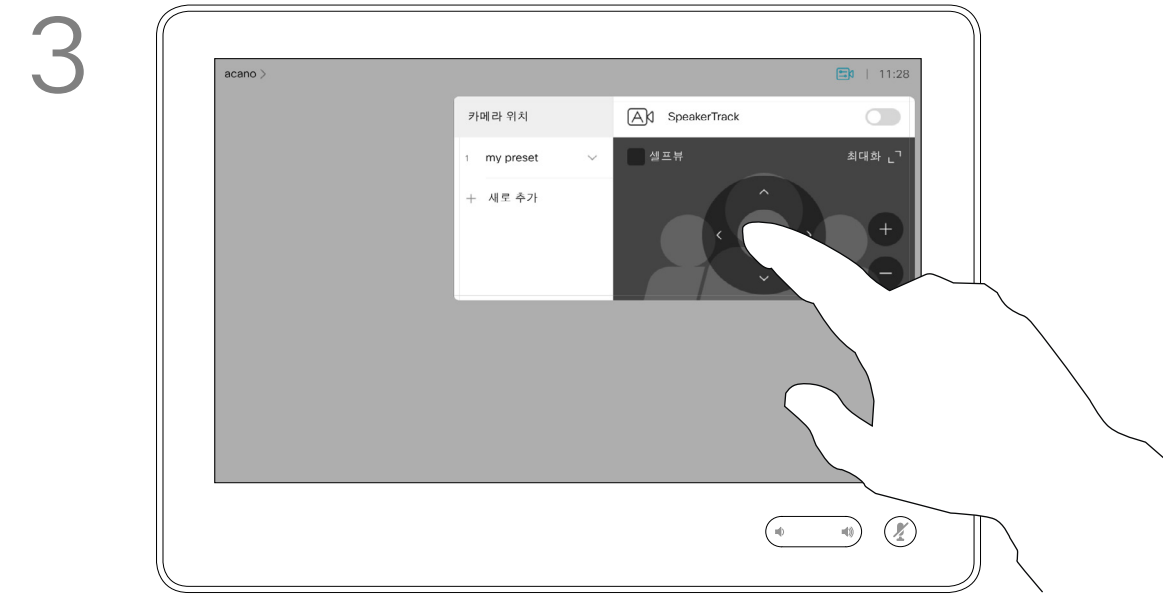 3
acano >
11:28
카메라 위치
SpeakerTrack
1 my preset
셀프뷰
최대화
+ 새로 추가